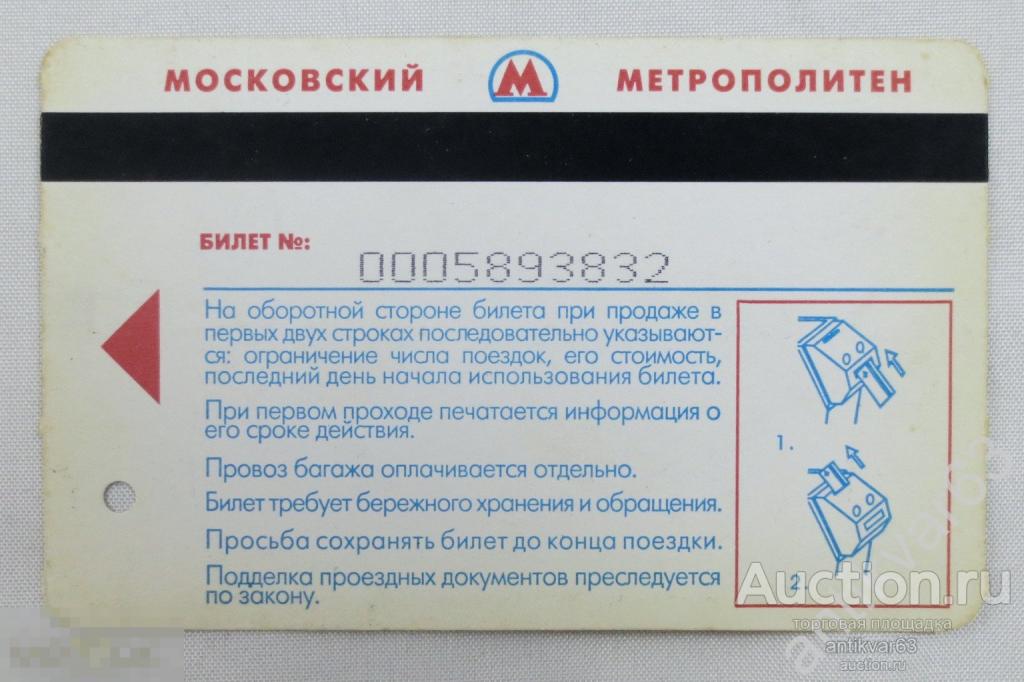 МОСКОВСКИЙ М МЕТРОПОЛИТЕН
БИЛЕТ №:
0005893832
На оборотной стороне билета при продаже в
первых двух строках последовательно указывают-
ся: ограничение числа поездок, его стоимость,
последний день начала использования билета.
При первом проходе печатается информация о
его сроке действия.
Провоз багажа оплачивается отдельно.
Билет требует бережного хранения и обращения.
Просьба сохранять билет до конца поездки.
Подделка проездных документов преследуется
по закону.
1.
2.
Auction.ru
торговая площадка
antikvar63
auction.ru
antikvar63